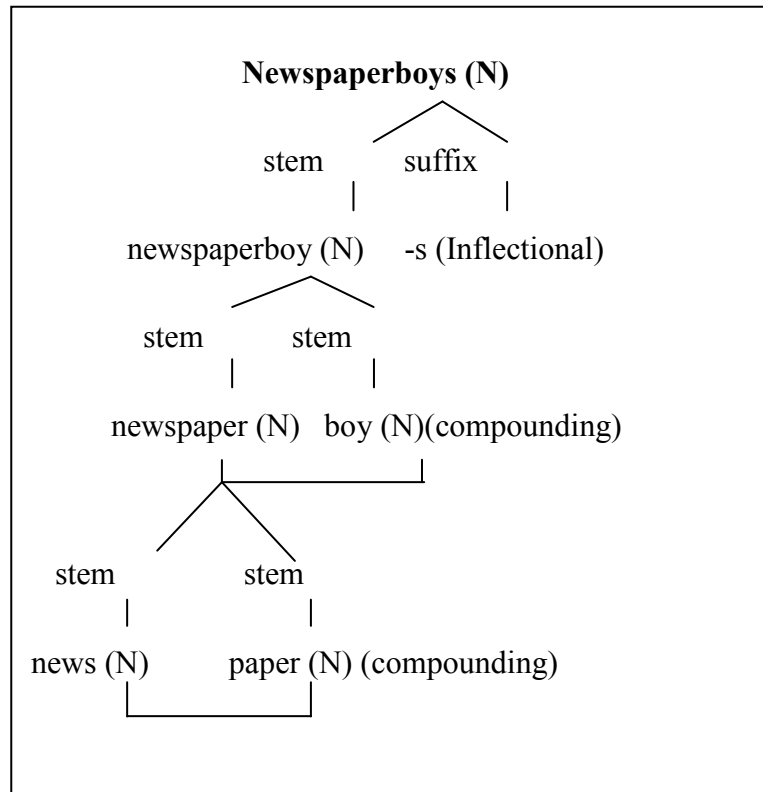 Newspaperboys (N)
stem suffix
newspaperboy (N) -s (Inflectional)
stem stem
newspaper (N) boy (N)(compounding)
stem stem
news (N) paper (N) (compounding)